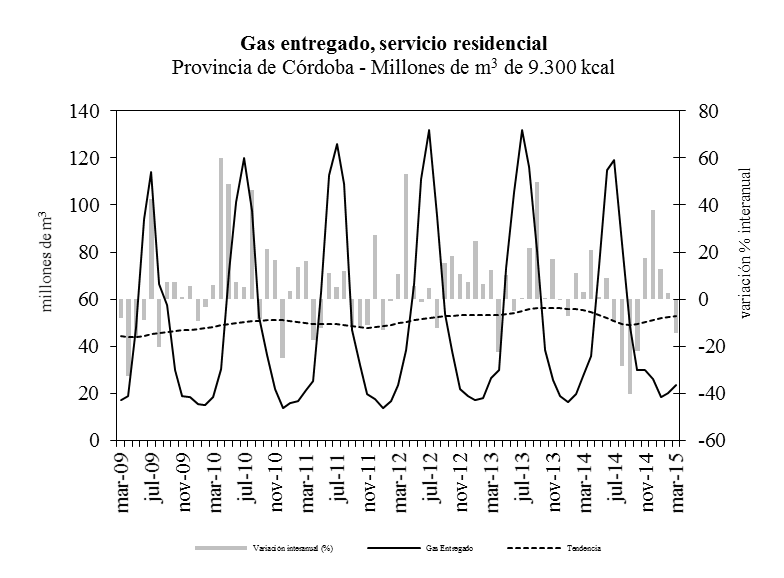 Gas entregado, servicio residencial
Provincia de Córdoba - Millones de m³ de 9.300 kcal
millones de m³
140
120
100
80
60
40
20
0
80
60
40
20
0
-20
-40
-60
variación % interanual
mar-09
jul-09
nov-09
mar-10
jul-10
nov-10
mar-11
jul-11
nov-11
mar-12
jul-12
nov-12
mar-13
jul-13
nov-13
mar-14
jul-14
nov-14
mar-15
Variación interanual (%)
Gas Entregado
Tendencia